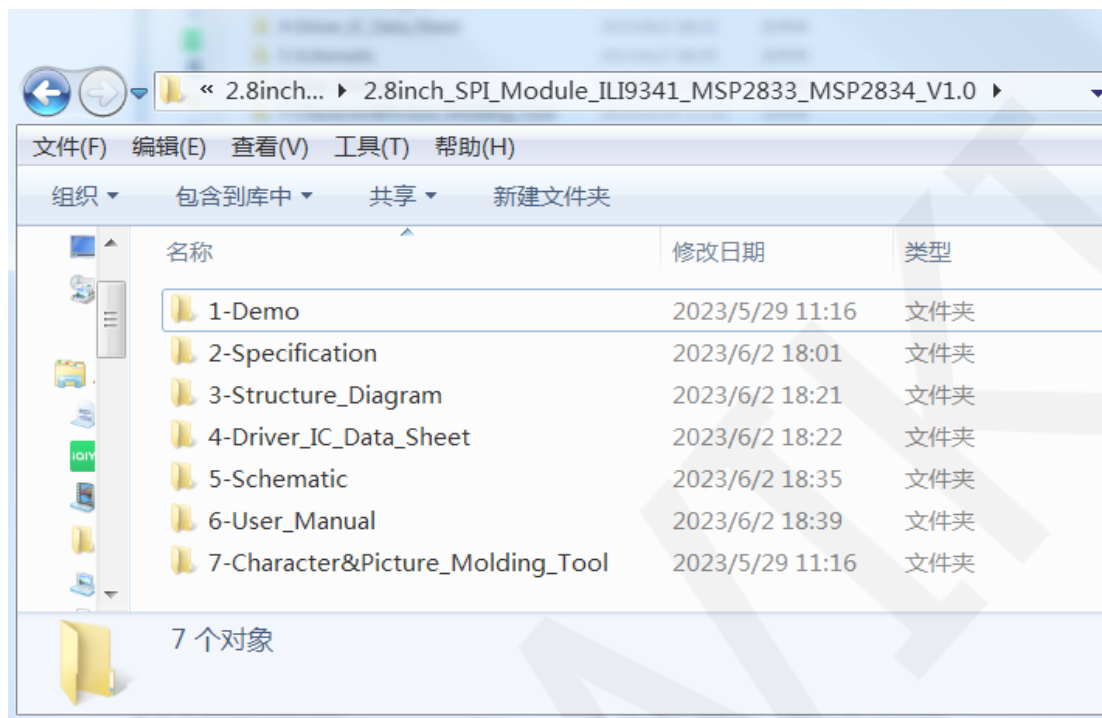 « 2.8inch... ▸ 2.8inch_SPI_Module_ILI9341_MSP2833_MSP2834_V1.0 ▸
文件(F) 编辑(E) 查看(V) 工具(T) 帮助(H)
组织 包含到库中 共享 新建文件夹
名称 修改日期 类型
1-Demo 2023/5/29 11:16 文件夹
2-Specification 2023/6/2 18:01 文件夹
3-Structure_Diagram 2023/6/2 18:21 文件夹
4-Driver_IC_Data_Sheet 2023/6/2 18:22 文件夹
5-Schematic 2023/6/2 18:35 文件夹
6-User_Manual 2023/6/2 18:39 文件夹
7-Character&Picture_Molding_Tool 2023/5/29 11:16 文件夹
7 个对象